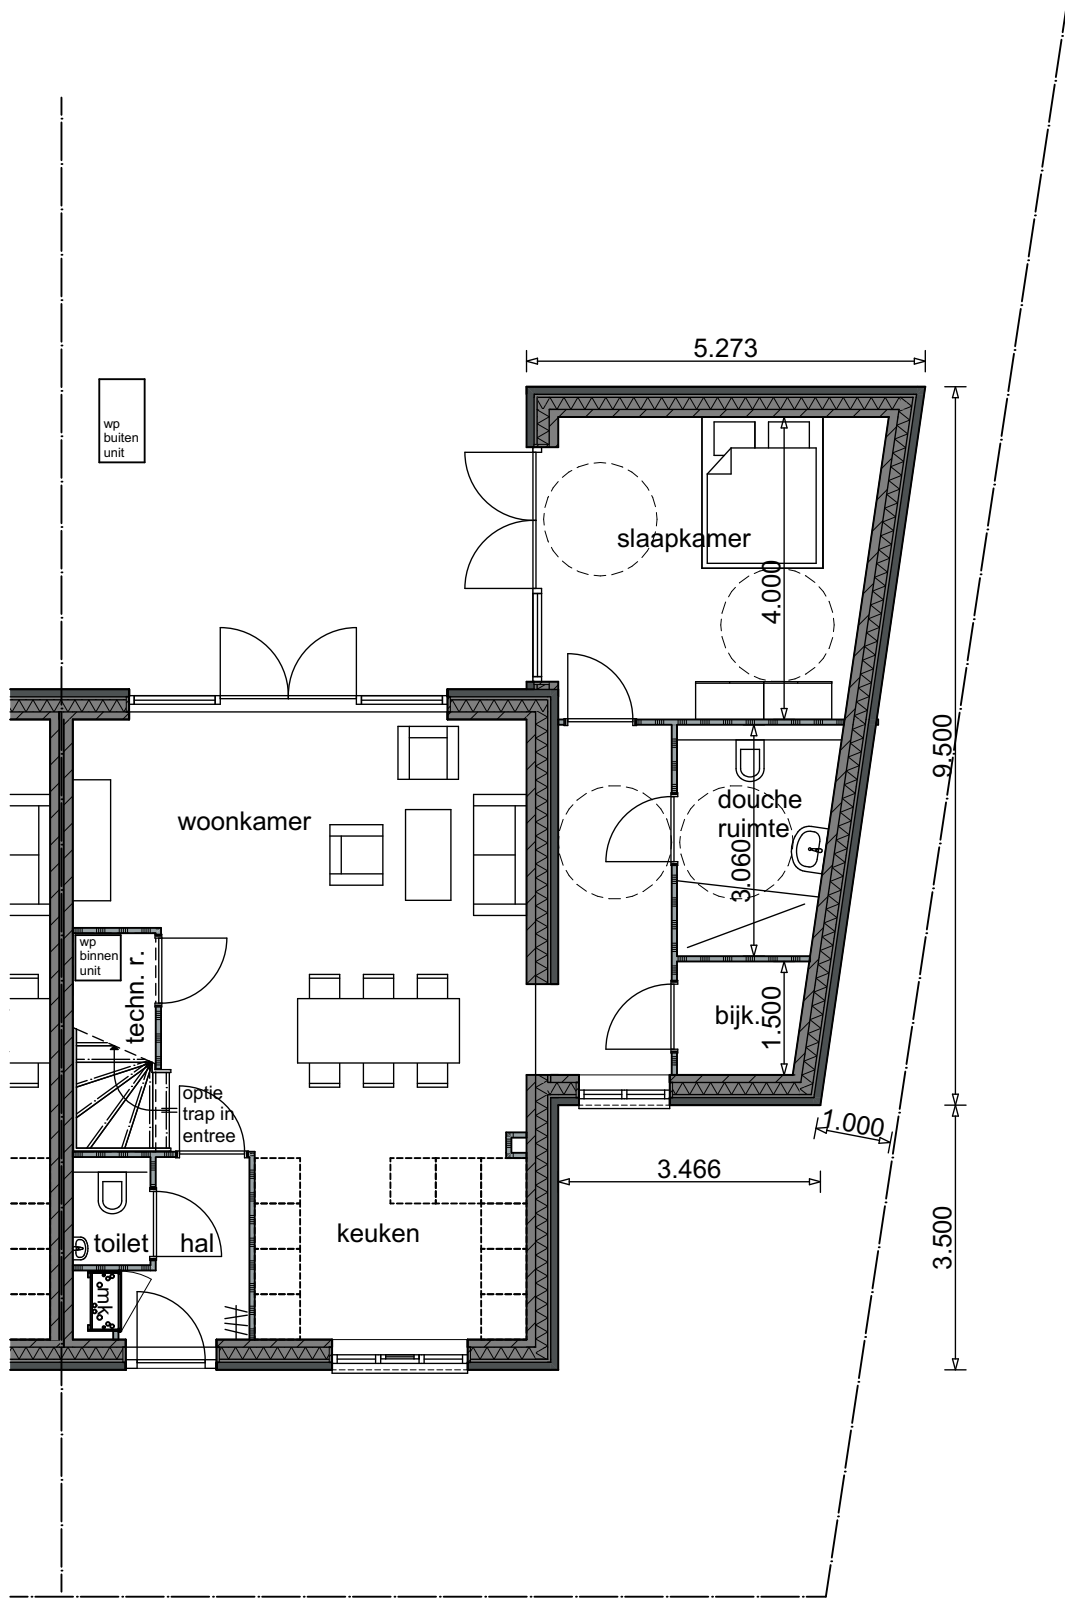 5.273
wp
buiten
unit
slaapkamer
4.000
9.500
woonkamer
douche
ruimte
3.060
wp
binnen
unit
techn. r.
bijk.
1.500
optie
trap in
entree
1.000
3.466
3.500
toilet
hal
keuken
mk